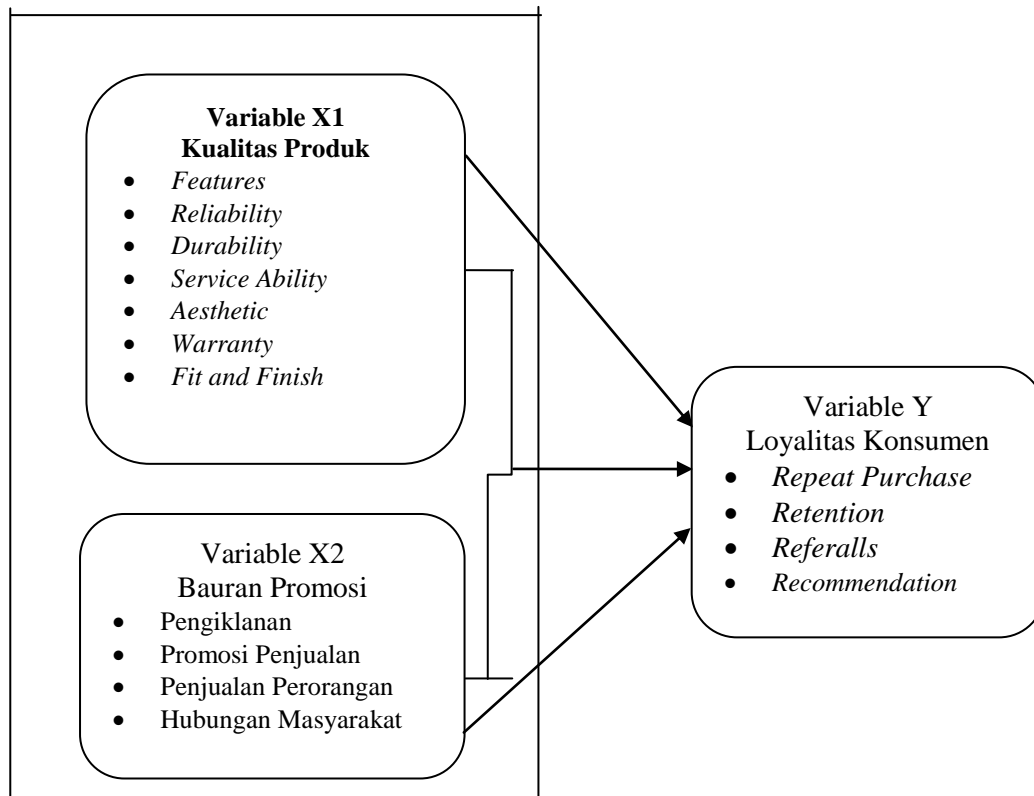 Variable X1
Kualitas Produk
• Features
• Reliability
• Durability
• Service Ability
• Aesthetic
• Warranty
• Fit and Finish
Variable Y
Loyalitas Konsumen
• Repeat Purchase
• Retention
• Referalls
• Recommendation
Variable X2
Bauran Promosi
• Pengiklanan
• Promosi Penjualan
• Penjualan Perorangan
• Hubungan Masyarakat